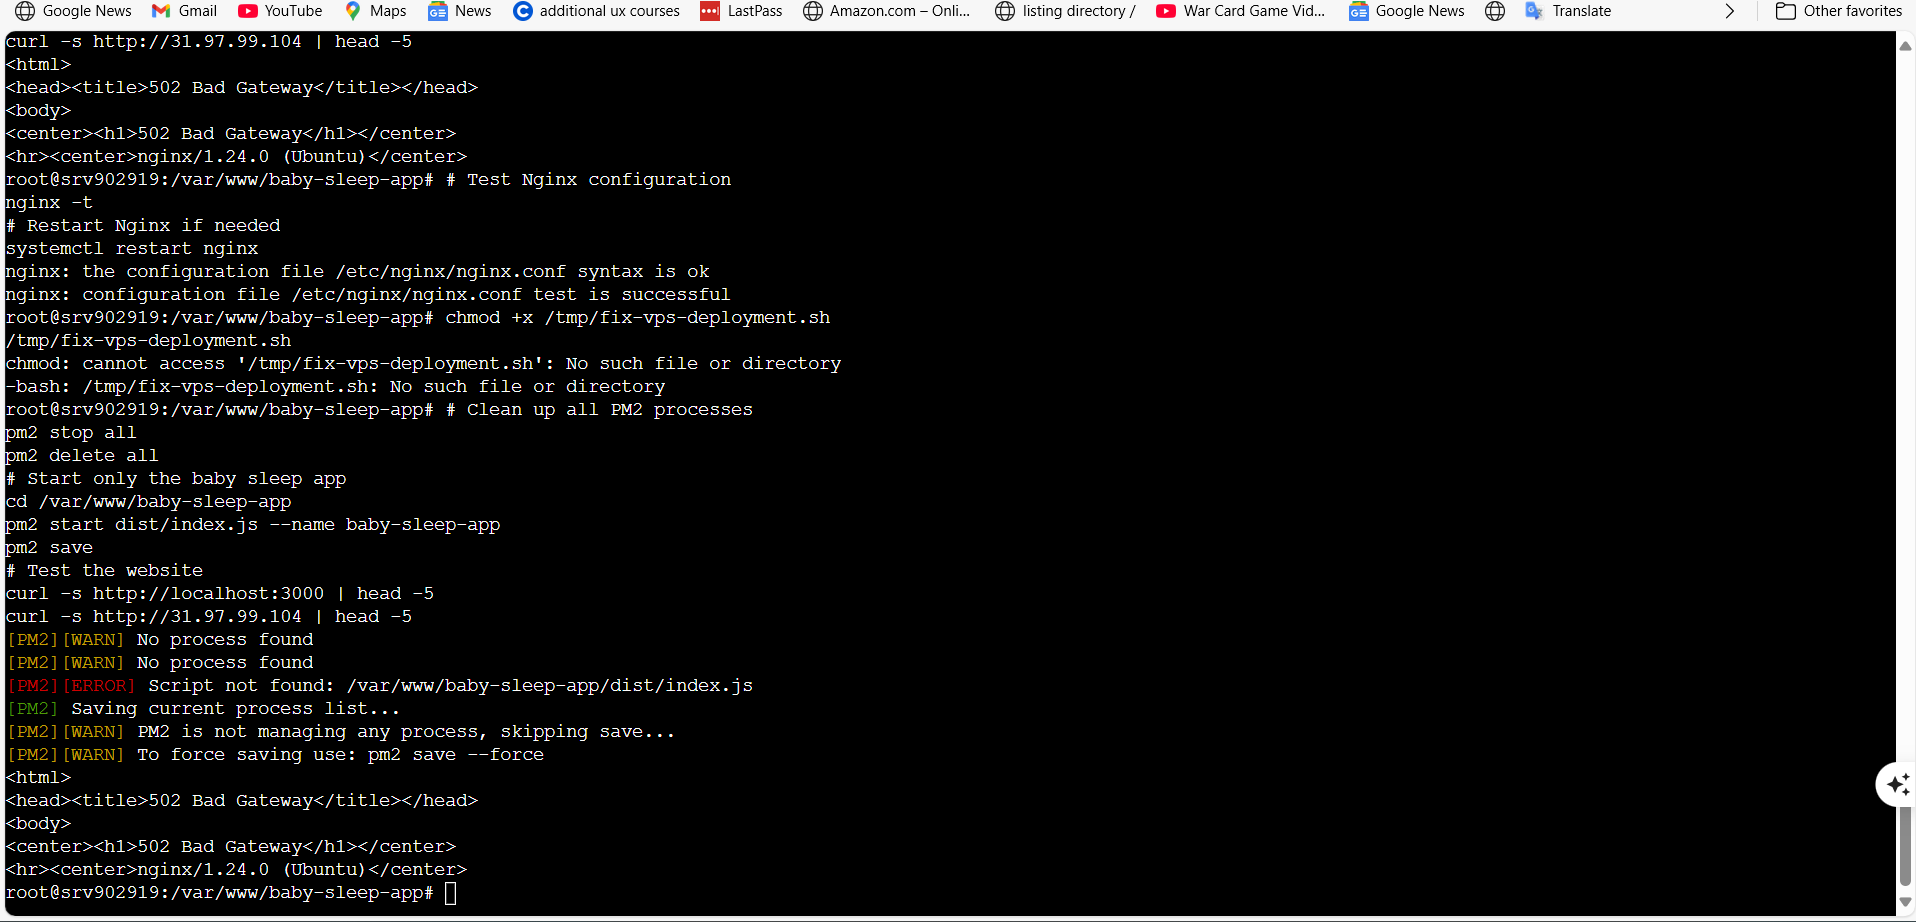 Google News Gmail YouTube Maps News additional ux courses LastPass Amazon.com – Onli... listing directory / War Card Game Vid... Google News Translate Other favorites
curl -s http://31.97.99.104 | head -5
<html>
<head><title>502 Bad Gateway</title></head>
<body>
<center><h1>502 Bad Gateway</h1></center>
<hr><center>nginx/1.24.0 (Ubuntu)</center>
root@srv902919:/var/www/baby-sleep-app# # Test Nginx configuration
nginx -t
# Restart Nginx if needed
systemctl restart nginx
nginx: the configuration file /etc/nginx/nginx.conf syntax is ok
nginx: configuration file /etc/nginx/nginx.conf test is successful
root@srv902919:/var/www/baby-sleep-app# chmod +x /tmp/fix-vps-deployment.sh
/tmp/fix-vps-deployment.sh
chmod: cannot access '/tmp/fix-vps-deployment.sh': No such file or directory
-bash: /tmp/fix-vps-deployment.sh: No such file or directory
root@srv902919:/var/www/baby-sleep-app# # Clean up all PM2 processes
pm2 stop all
pm2 delete all
# Start only the baby sleep app
cd /var/www/baby-sleep-app
pm2 start dist/index.js --name baby-sleep-app
pm2 save
# Test the website
curl -s http://localhost:3000 | head -5
curl -s http://31.97.99.104 | head -5
[PM2][WARN] No process found
[PM2][WARN] No process found
[PM2][ERROR] Script not found: /var/www/baby-sleep-app/dist/index.js
[PM2] Saving current process list...
[PM2][WARN] PM2 is not managing any process, skipping save...
[PM2][WARN] To force saving use: pm2 save --force
<html>
<head><title>502 Bad Gateway</title></head>
<body>
<center><h1>502 Bad Gateway</h1></center>
<hr><center>nginx/1.24.0 (Ubuntu)</center>
root@srv902919:/var/www/baby-sleep-app#